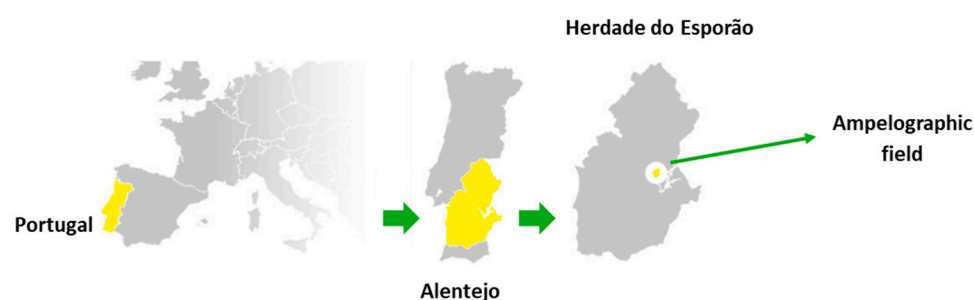 Herdade do Esporão
Ampelographic
field
Portugal
Alentejo